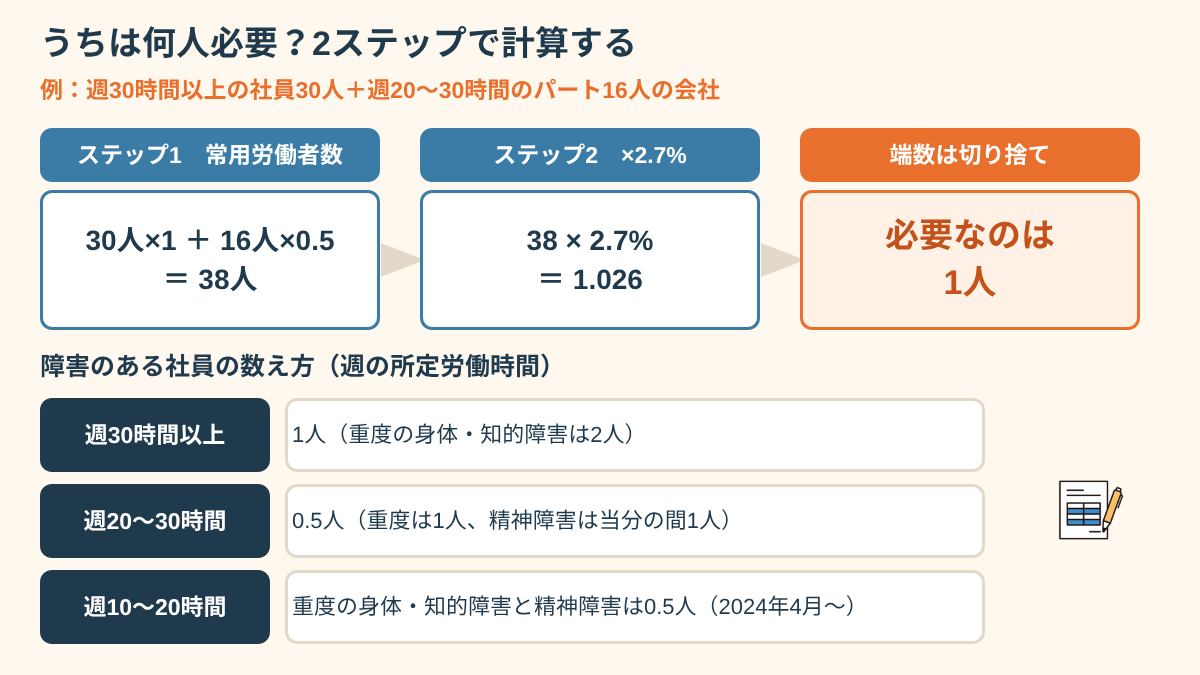 うちは何人必要？2ステップで計算する
例：週30時間以上の社員30人＋週20〜30時間のパート16人の会社
ステップ1　常用労働者数
30人×1 ＋ 16人×0.5
＝ 38人
ステップ2　×2.7%
38 × 2.7%
＝ 1.026
端数は切り捨て
必要なのは
1人
障害のある社員の数え方（週の所定労働時間）
週30時間以上
1人（重度の身体・知的障害は2人）
週20〜30時間
0.5人（重度は1人、精神障害は当分の間1人）
週10〜20時間
重度の身体・知的障害と精神障害は0.5人（2024年4月〜）